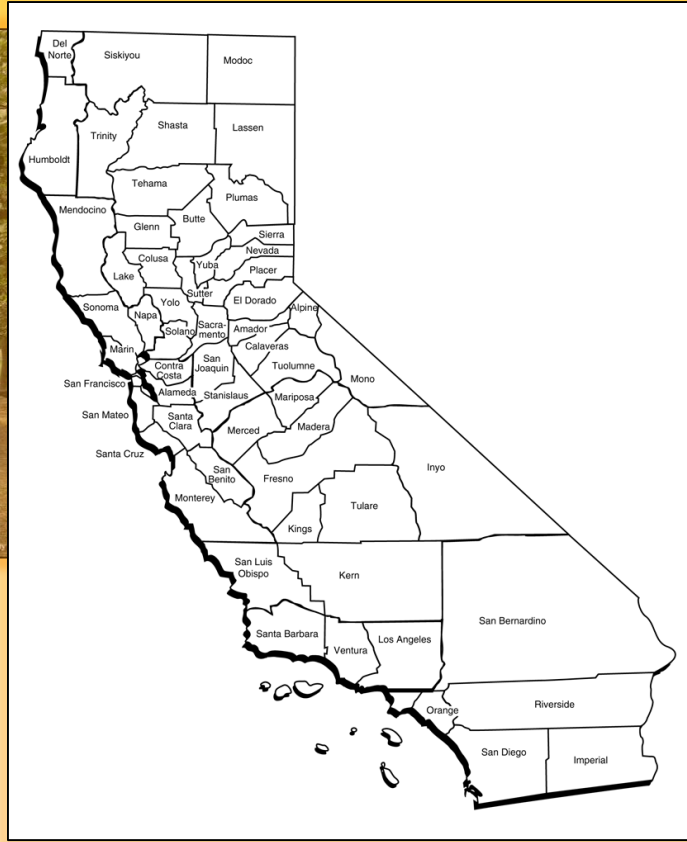 Del
Norte
Siskiyou
Modoc
Trinity
Shasta
Lassen
Humboldt
Tehama
Plumas
Mendocino
Butte
Glenn
Sierra
Nevada
Colusa
Yuba
Placer
Lake
Sutter
Yolo
El Dorado
Sonoma
Alpine
Napa
Solano
Sacra-
mento
Amador
Calaveras
Marin
Contra
Costa
San
Joaquin
Tuolumne
Mono
San Francisco
Alameda
Stanislaus
Mariposa
San Mateo
Santa
Clara
Merced
Madera
Santa Cruz
San
Benito
Fresno
Inyo
Monterey
Tulare
Kings
San Luis
Obispo
Kern
San Bernardino
Santa Barbara
Ventura
Los Angeles
Orange
Riverside
San Diego
Imperial